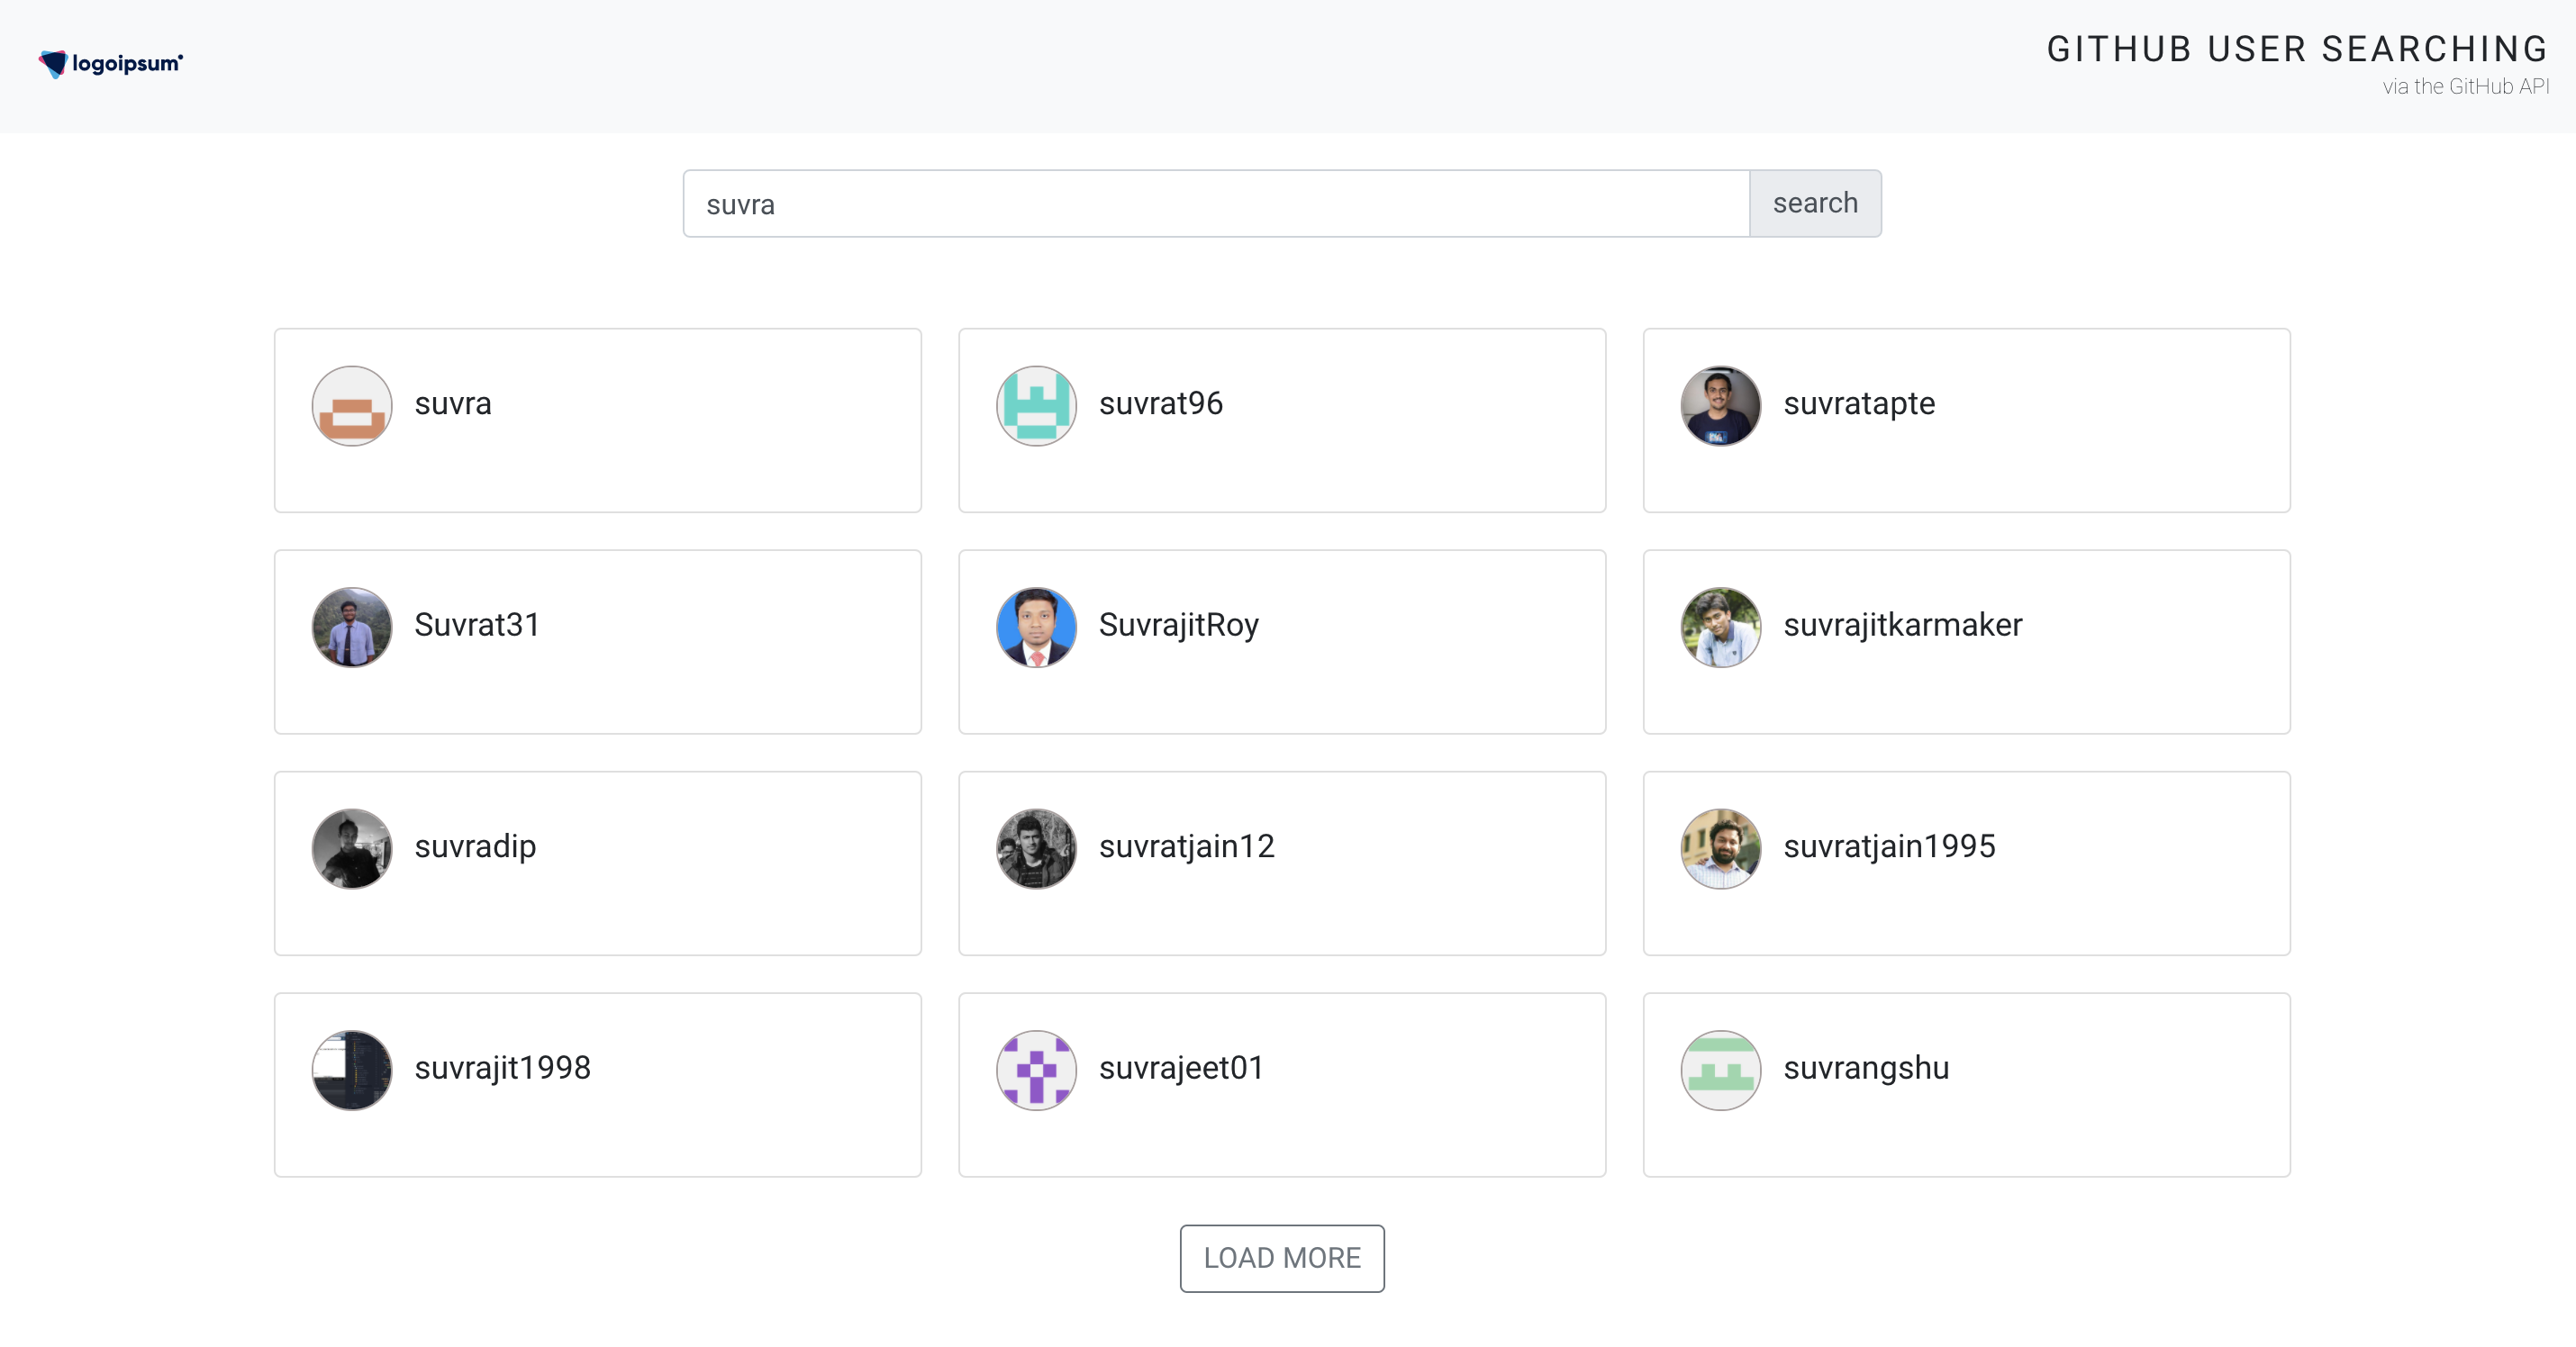 logoipsum
GITHUB USER SEARCHING
via the GitHub API
suvra
search
suvra
suvrat96
suvratapte
Suvrat31
SuvrajitRoy
suvrajitkarmaker
suvradip
suvratjain12
suvratjain1995
suvrajit1998
suvrajeet01
suvrangshu
LOAD MORE